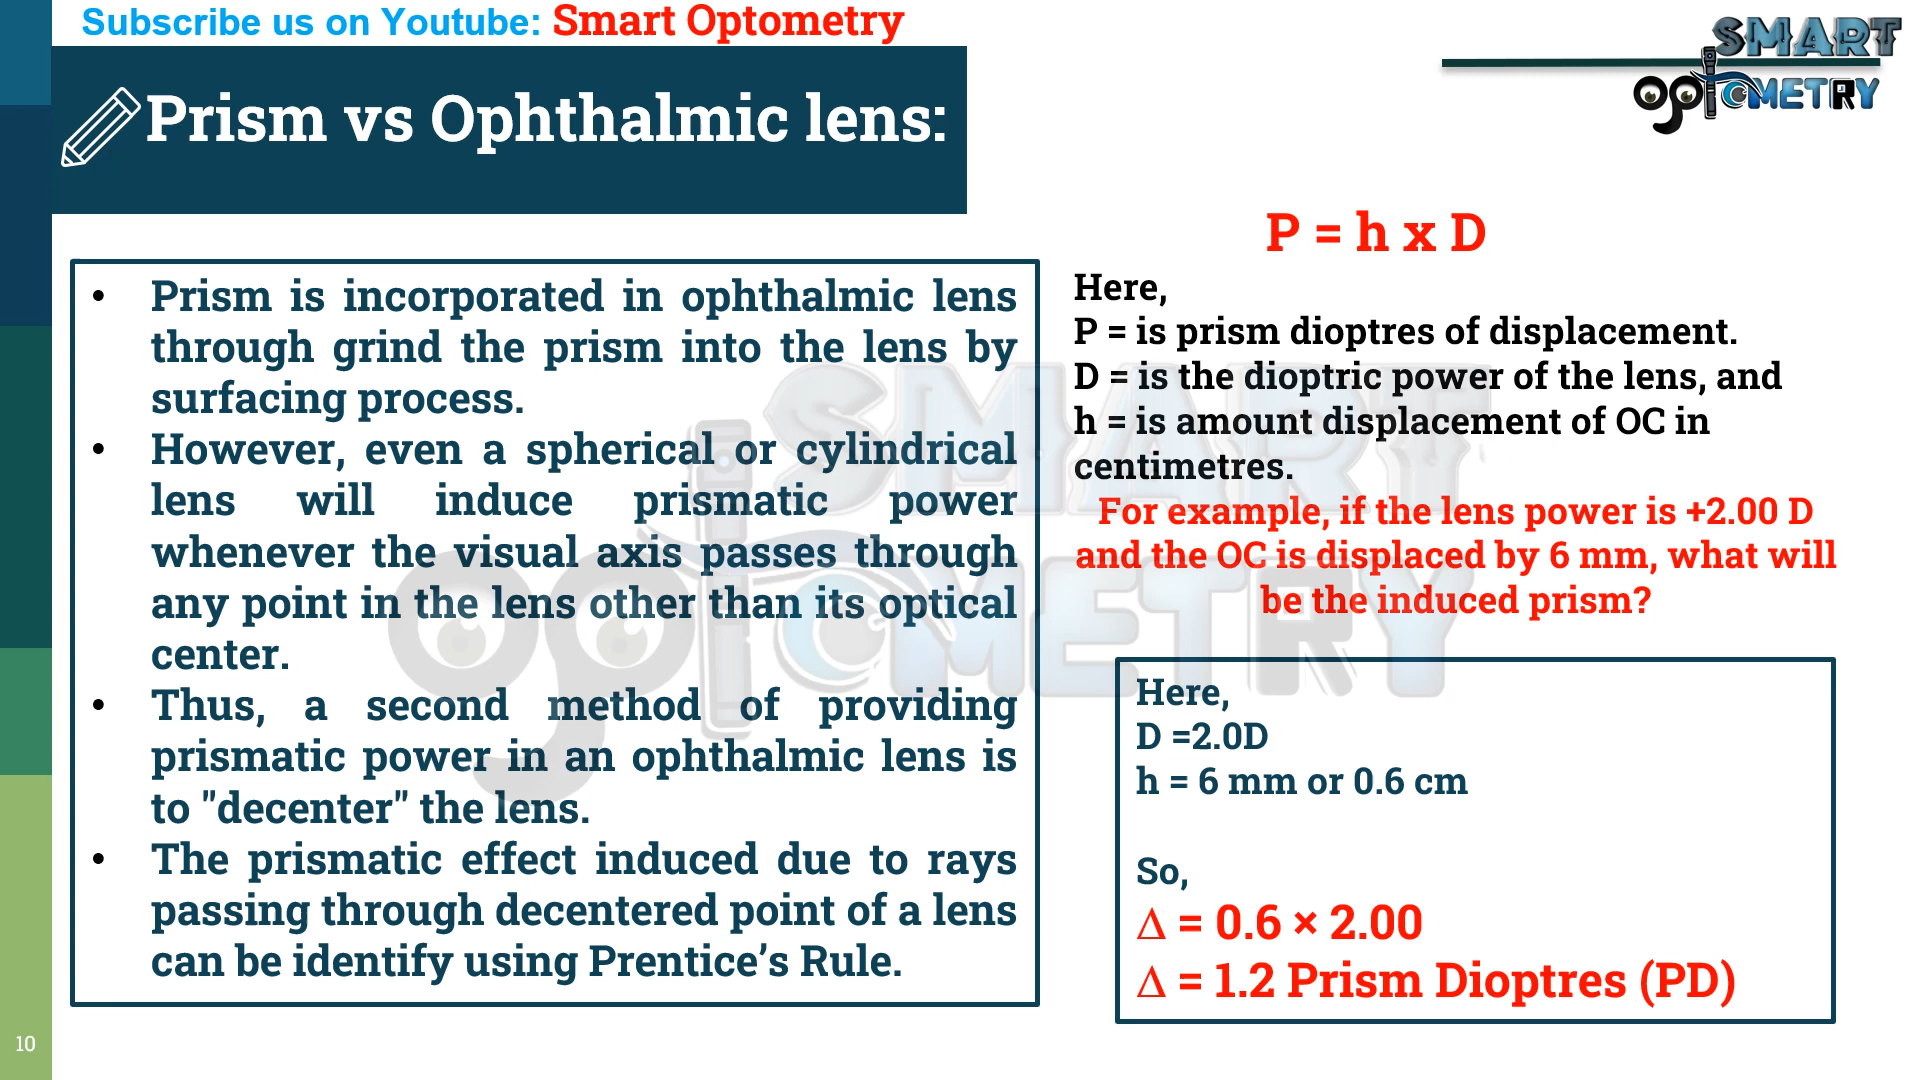 Subscribe us on Youtube: Smart Optometry
SMART
OptOMETRY
Prism vs Ophthalmic lens:
• Prism is incorporated in ophthalmic lens
through grind the prism into the lens by
surfacing process.
• However, even a spherical or cylindrical
lens will induce prismatic power
whenever the visual axis passes through
any point in the lens other than its optical
center.
• Thus, a second method of providing
prismatic power in an ophthalmic lens is
to "decenter" the lens.
• The prismatic effect induced due to rays
passing through decentered point of a lens
can be identify using Prentice’s Rule.
P = h x D
Here,
P = is prism dioptres of displacement.
D = is the dioptric power of the lens, and
h = is amount displacement of OC in
centimetres.
For example, if the lens power is +2.00 D
and the OC is displaced by 6 mm, what will
be the induced prism?
Here,
D =2.0D
h = 6 mm or 0.6 cm
So,
Δ = 0.6 × 2.00
Δ = 1.2 Prism Dioptres (PD)
SMART
OptOMETRY
10